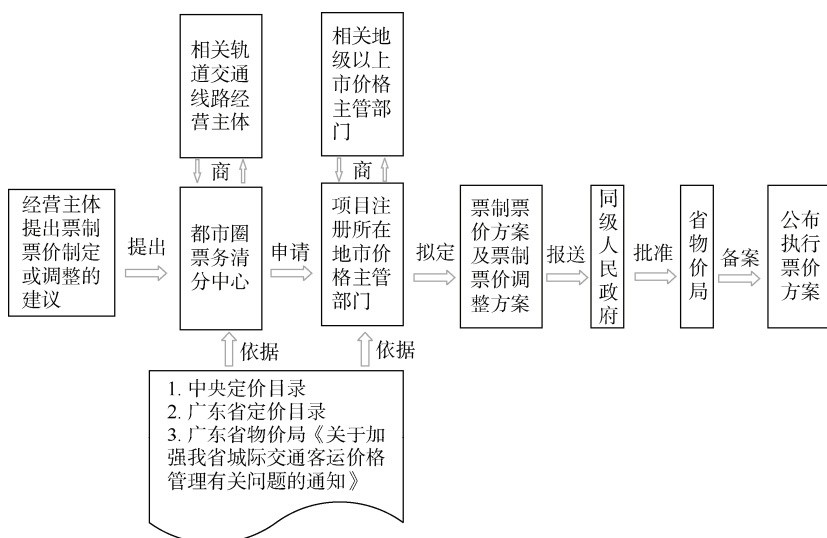 相关轨
道交通
线路经
营主体
相关地
级以上
市价格
主管部
门
商
商
经营主体
提出票制
票价制定
或调整的
建议
提出
都市圈
票务清
分中心
申请
项目注
册所在
地市价
格主管
部门
拟定
票制票
价方案
及票制
票价调
整方案
报送
同
级
人
民
政
府
批准
省
物
价
局
备案
公布
执行
票价
方案
依据
依据
1. 中央定价目录
2. 广东省定价目录
3. 广东省物价局《关于加
强我省城际交通客运价格
管理有关问题的通知》